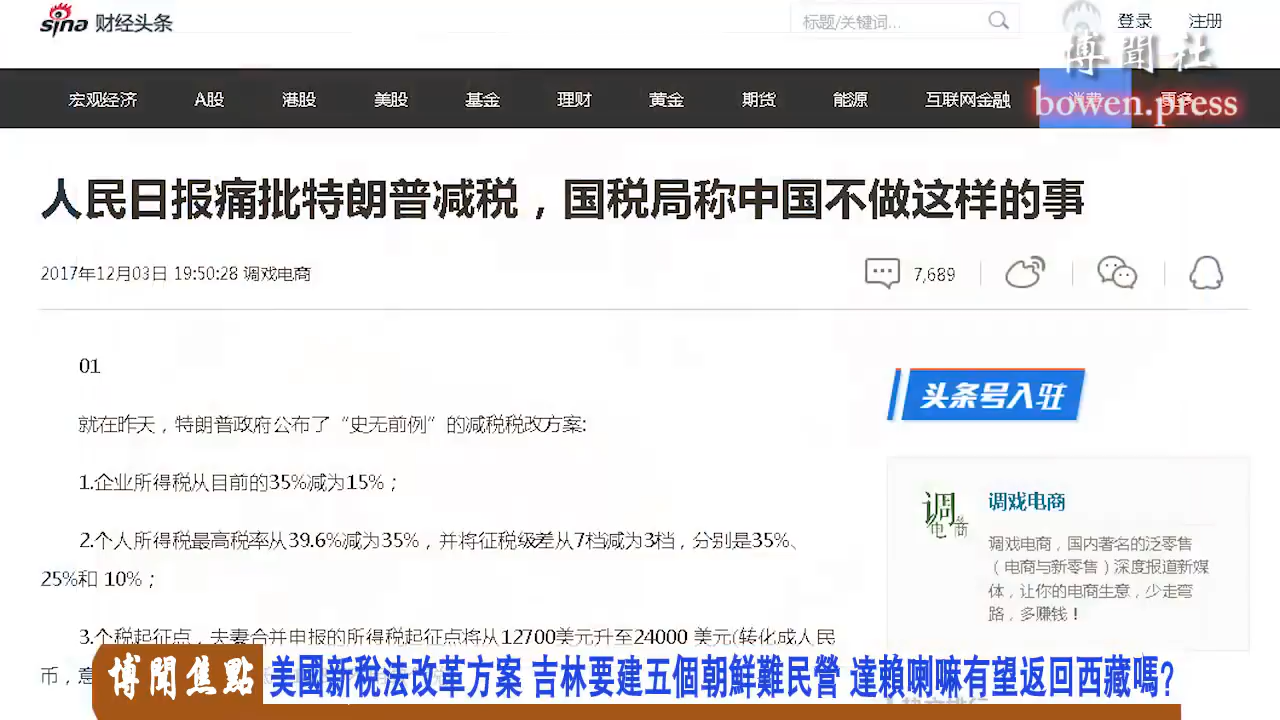 sina 财经头条
标题/关键词...
登录 注册
博聞社
bowen.press
宏观经济 A股 港股 美股 基金 理财 黄金 期货 能源 互联网金融 消费 更多
人民日报痛批特朗普减税，国税局称中国不做这样的事
2017年12月03日 19:50:28 调戏电商
7,689
01
就在昨天，特朗普政府公布了“史无前例”的减税税改方案:
1.企业所得税从目前的35%减为15%；
2.个人所得税最高税率从39.6%减为35%，并将征税级差从7档减为3档，分别是35%、
25%和 10%；
3.个税起征点，夫妻合并申报的所得税起征点将从12700美元升至24000 美元(转化成人民
币，意
头条号入驻
调电商
调戏电商
调戏电商，国内著名的泛零售
（电商与新零售）深度报道新媒
体，让你的电商生意，少走弯
路，多赚钱！
博聞焦點
美國新稅法改革方案 吉林要建五個朝鮮難民營 達賴喇嘛有望返回西藏嗎?